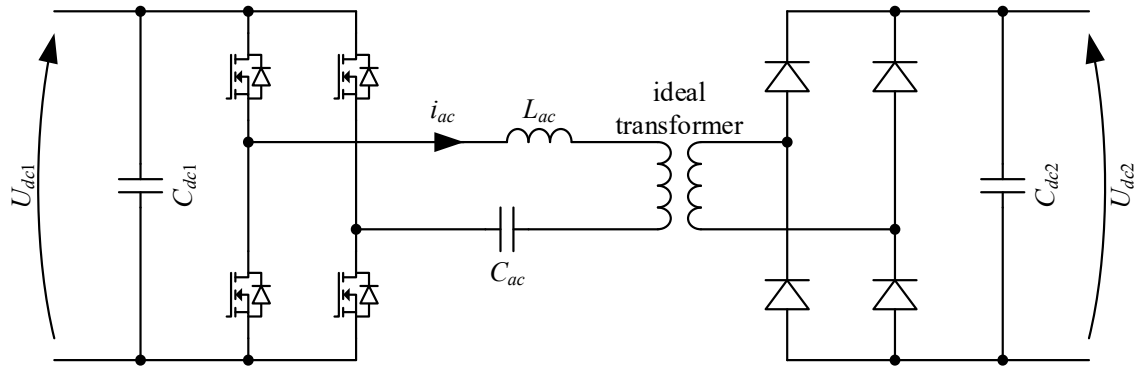 ideal
transformer
i_ac
L_ac
C_ac
U_dc1
C_dc1
C_dc2
U_dc2